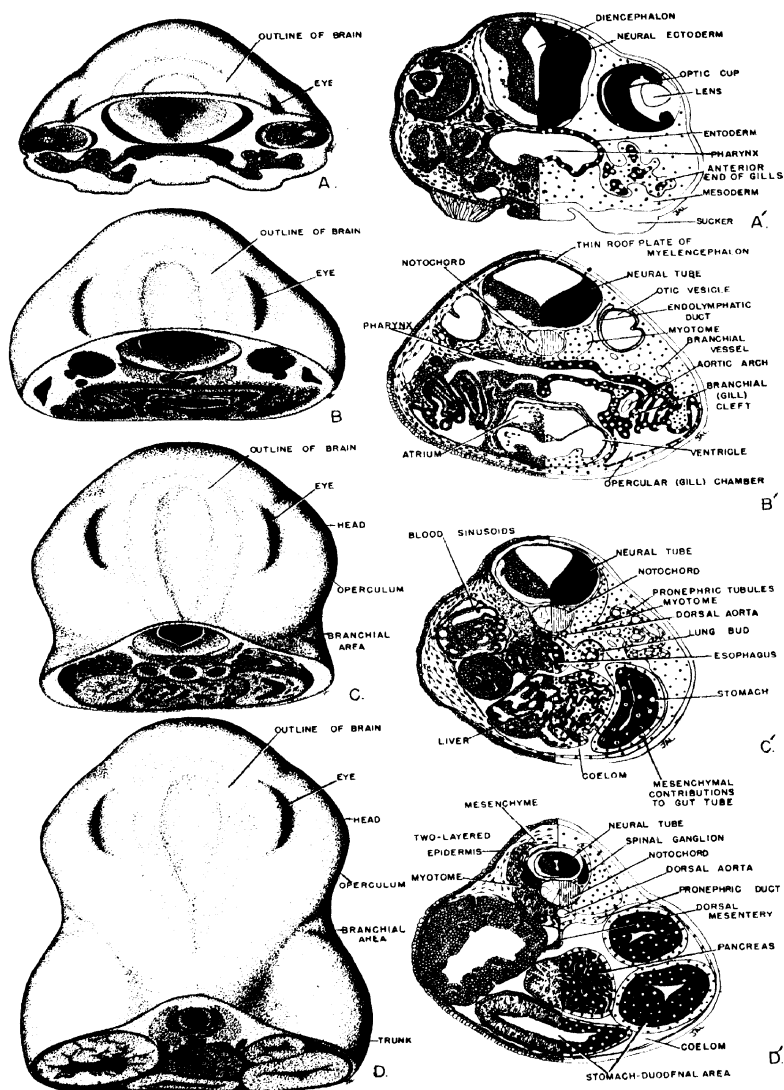 OUTLINE OF BRAIN
EYE
A.
DIENCEPHALON
NEURAL ECTODERM
OPTIC CUP
LENS
ENTODERM
PHARYNX
ANTERIOR
END OF GILLS
MESODERM
SUCKER
A'
OUTLINE OF BRAIN
EYE
B
THIN ROOF PLATE OF
MYELENCEPHALON
NOTOCHORD
NEURAL TUBE
OTIC VESICLE
ENDOLYMPHATIC
DUCT
MYOTOME
PHARYNX
BRANCHIAL
VESSEL
AORTIC ARCH
BRANCHIAL
(GILL)
CLEFT
ATRIUM
VENTRICLE
OPERCULAR (GILL) CHAMBER
B'
OUTLINE OF BRAIN
EYE
HEAD
OPERCULUM
BRANCHIAL
AREA
C.
BLOOD SINUSOIDS
NEURAL TUBE
NOTOCHORD
PRONEPHRIC TUBULES
MYOTOME
DORSAL AORTA
LUNG BUD
ESOPHAGUS
STOMACH
LIVER
COELOM
MESENCHYMAL
CONTRIBUTIONS
TO GUT TUBE
C'
OUTLINE OF BRAIN
EYE
HEAD
OPERCULUM
BRANCHIAL
AREA
TRUNK
D.
MESENCHYME
TWO-LAYERED
EPIDERMIS
NEURAL TUBE
SPINAL GANGLION
NOTOCHORD
MYOTOME
DORSAL AORTA
PRONEPHRIC DUCT
DORSAL
MESENTERY
PANCREAS
COELOM
STOMACH-DUODENAL AREA
D'